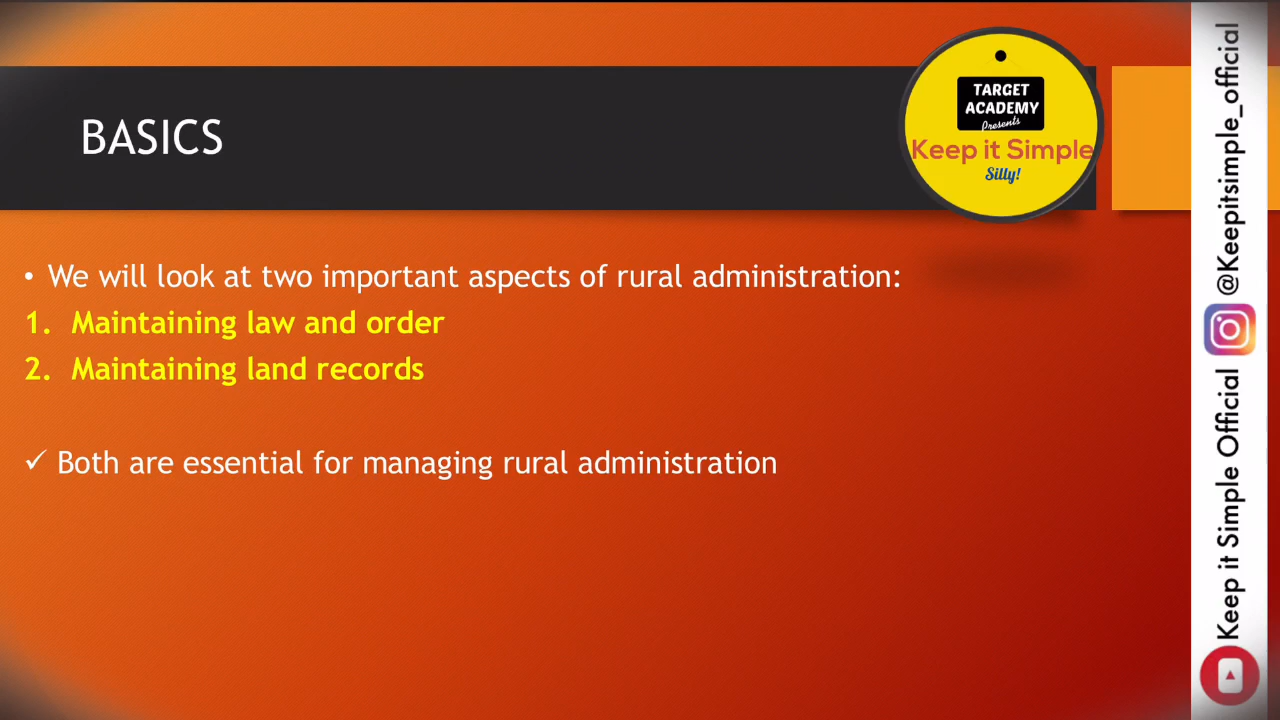 BASICS
TARGET
ACADEMY
Presents
Keep it Simple
Silly!
• We will look at two important aspects of rural administration:
1. Maintaining law and order
2. Maintaining land records
✓ Both are essential for managing rural administration
@Keepitsimple_official
Keep it Simple Official